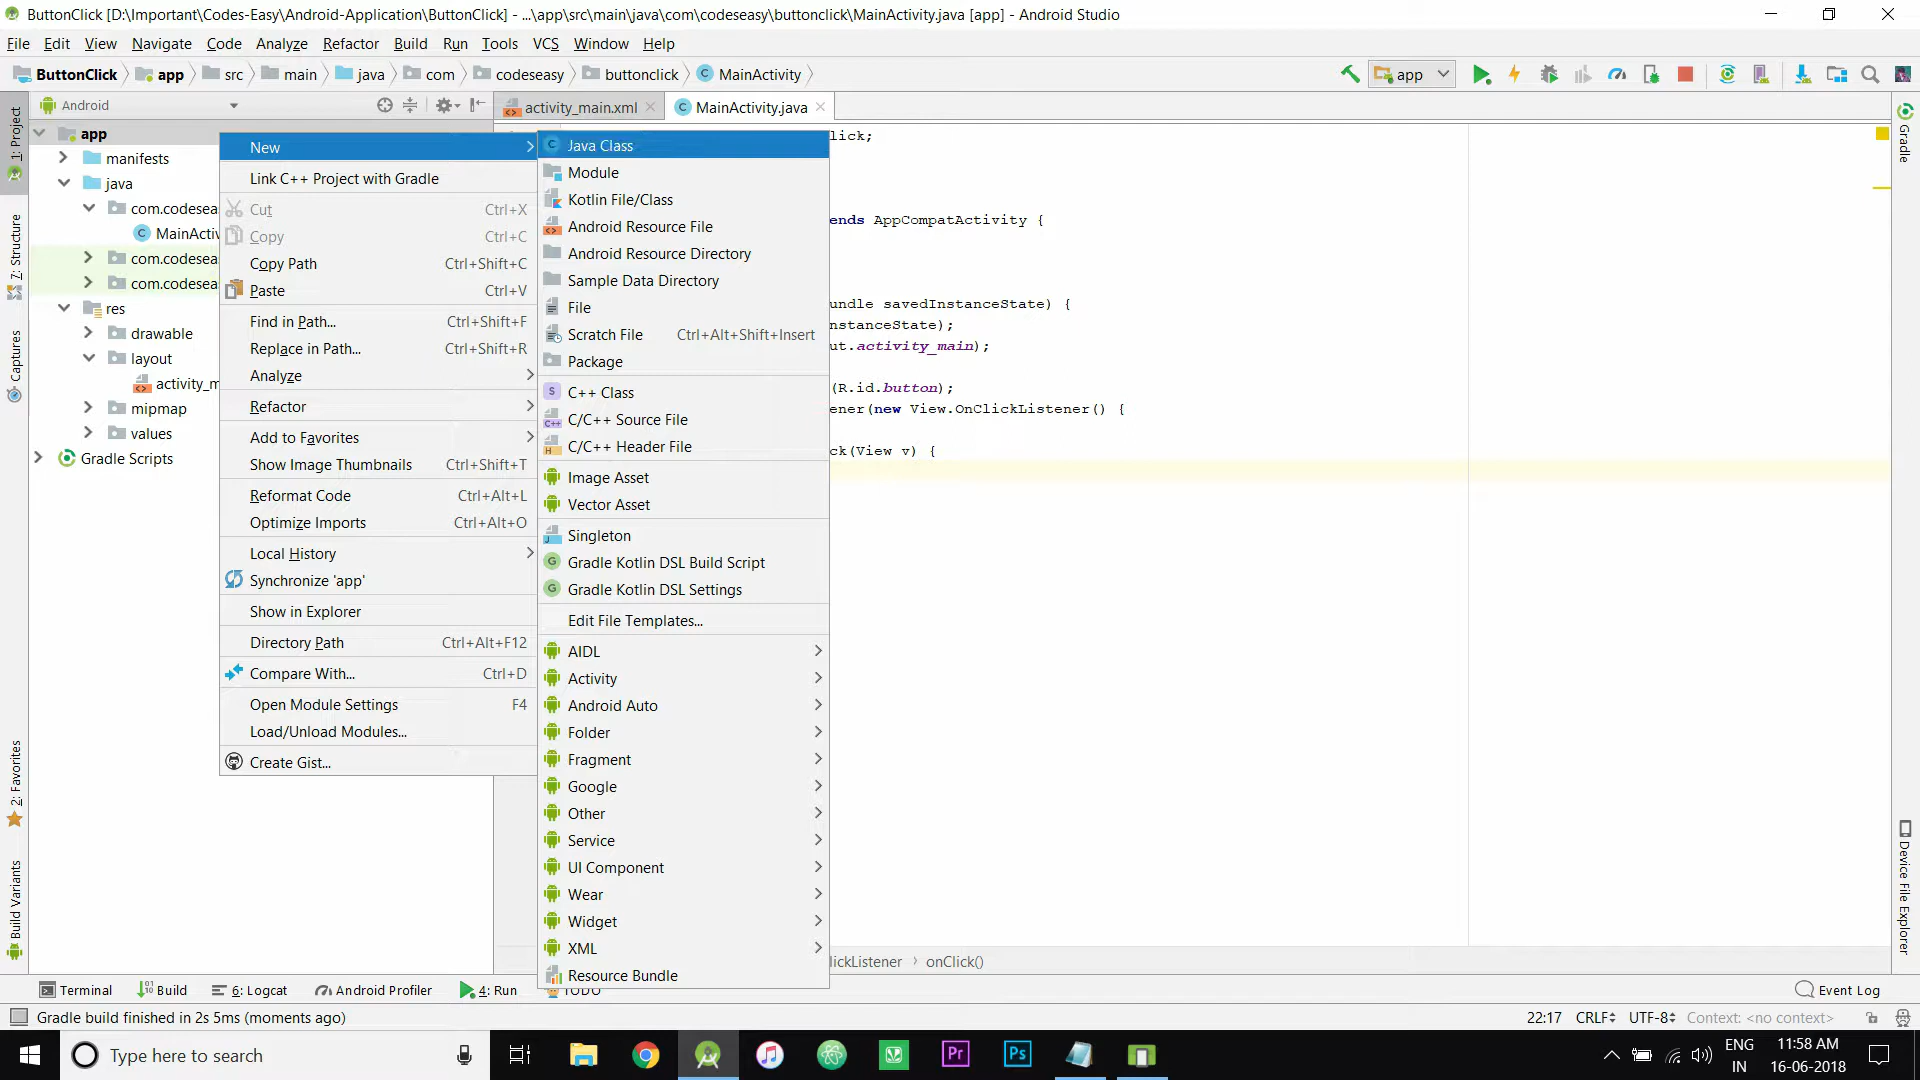 ButtonClick [D:\Important\Codes-Easy\Android-Application\ButtonClick] - ...\app\src\main\java\com\codeseasy\buttonclick\MainActivity.java [app] - Android Studio
File Edit View Navigate Code Analyze Refactor Build Run Tools VCS Window Help
ButtonClick app src main java com codeseasy buttonclick MainActivity
app
Android
activity_main.xml MainActivity.java
1: Project
7: Structure
Captures
2: Favorites
Build Variants
app
manifests
java
com.codesea
MainActiv
com.codesea
com.codesea
res
drawable
layout
activity_m
mipmap
values
Gradle Scripts
New
Link C++ Project with Gradle
Cut Ctrl+X
Copy Ctrl+C
Copy Path Ctrl+Shift+C
Paste Ctrl+V
Find in Path... Ctrl+Shift+F
Replace in Path... Ctrl+Shift+R
Analyze
Refactor
Add to Favorites
Show Image Thumbnails Ctrl+Shift+T
Reformat Code Ctrl+Alt+L
Optimize Imports Ctrl+Alt+O
Local History
Synchronize 'app'
Show in Explorer
Directory Path Ctrl+Alt+F12
Compare With... Ctrl+D
Open Module Settings F4
Load/Unload Modules...
Create Gist...
Java Class
Module
Kotlin File/Class
Android Resource File
Android Resource Directory
Sample Data Directory
File
Scratch File Ctrl+Alt+Shift+Insert
Package
C++ Class
C/C++ Source File
C/C++ Header File
Image Asset
Vector Asset
Singleton
Gradle Kotlin DSL Build Script
Gradle Kotlin DSL Settings
Edit File Templates...
AIDL
Activity
Android Auto
Folder
Fragment
Google
Other
Service
UI Component
Wear
Widget
XML
Resource Bundle
lick;
ends AppCompatActivity {
undle savedInstanceState) {
nstanceState);
ut.activity_main);
(R.id.button);
ener(new View.OnClickListener() {
ck(View v) {
lickListener › onClick()
Gradle
Device File Explorer
Terminal Build 6: Logcat Android Profiler 4: Run TODO Event Log
Gradle build finished in 2s 5ms (moments ago) 22:17 CRLF UTF-8 Context: <no context>
Type here to search
Pr Ps
ENG
IN
11:58 AM
16-06-2018